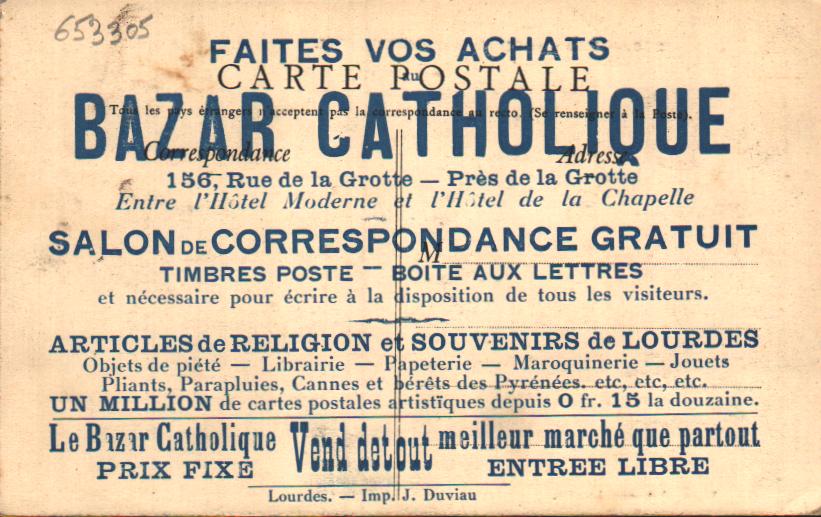 653305
FAITES VOS ACHATS
CARTE POSTALE
au
BAZAR CATHOLIQUE
Tous les pays étrangers n'acceptent pas la correspondance au recto. (Se renseigner à la Poste).
Correspondance
Adresse
156, Rue de la Grotte — Près de la Grotte
Entre l'Hôtel Moderne et l'Hôtel de la Chapelle
SALON DE CORRESPONDANCE GRATUIT
M
TIMBRES POSTE — BOITE AUX LETTRES
et nécessaire pour écrire à la disposition de tous les visiteurs.
ARTICLES de RELIGION et SOUVENIRS de LOURDES
Objets de piété — Librairie — Papeterie — Maroquinerie — Jouets
Pliants, Parapluies, Cannes et bérêts des Pyrénées. etc, etc, etc.
UN MILLION de cartes postales artistïques depuis 0 fr. 15 la douzaine.
Le Bazar Catholique Vend de tout meilleur marché que partout
PRIX FIXE ENTREE LIBRE
Lourdes. — Imp. J. Duviau